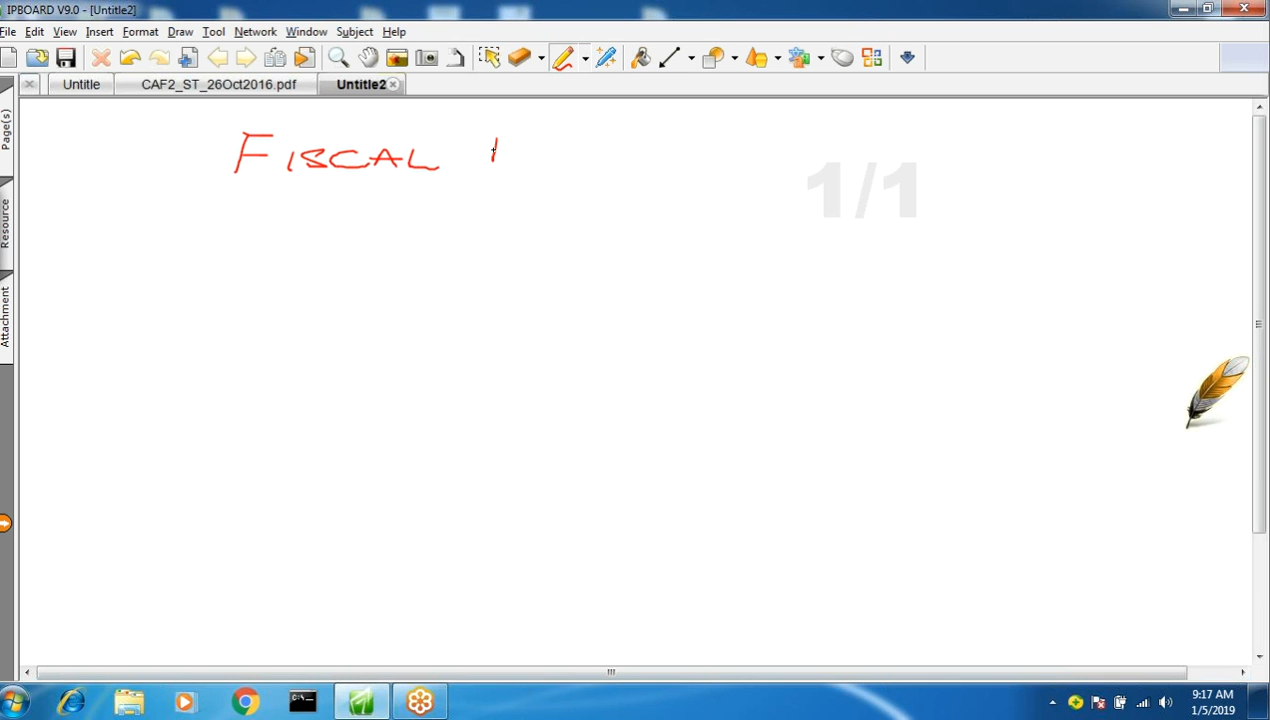 IPBOARD V9.0 - [Untitle2]
File Edit View Insert Format Draw Tool Network Window Subject Help
Untitle CAF2_ST_26Oct2016.pdf Untitle2
Page(s)
Resource
Attachment
FISCAL
1/1
9:17 AM
1/5/2019